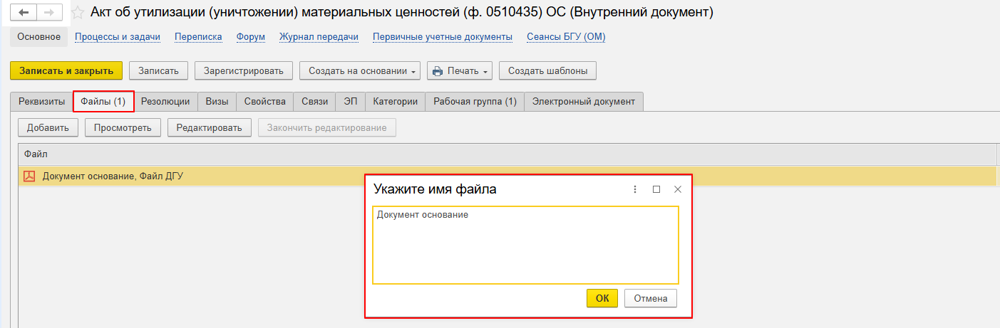 Акт об утилизации (уничтожении) материальных ценностей (ф. 0510435) ОС (Внутренний документ)
Основное Процессы и задачи Переписка Форум Журнал передачи Первичные учетные документы Сеансы БГУ (ОМ)
Записать и закрыть Записать Зарегистрировать Создать на основании Печать Создать шаблоны
Реквизиты Файлы (1) Резолюции Визы Свойства Связи ЭП Категории Рабочая группа (1) Электронный документ
Добавить Просмотреть Редактировать Закончить редактирование
Файл
Документ основание, Файл ДГУ
Укажите имя файла
Документ основание
ОК Отмена